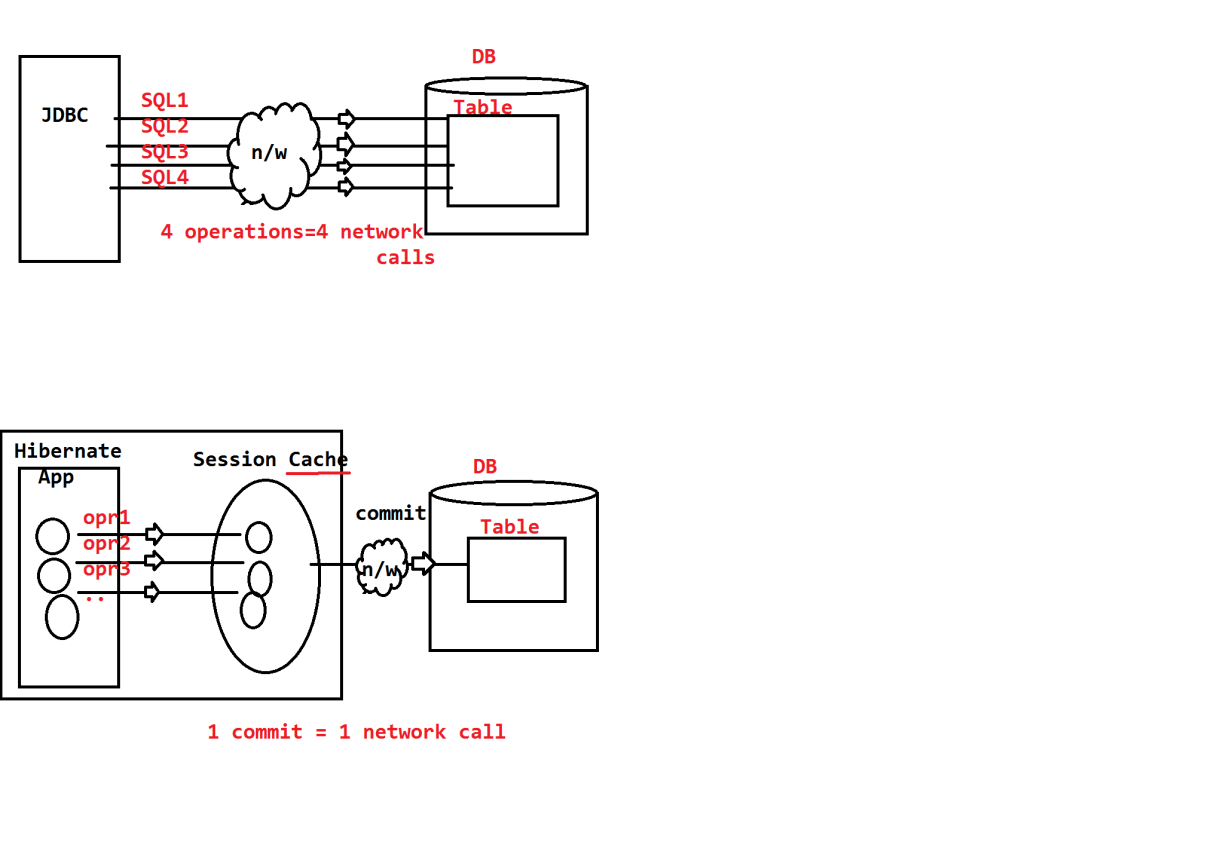 DB
JDBC
SQL1
SQL2
SQL3
SQL4
n/w
Table
4 operations=4 network
calls
Hibernate
App
Session Cache
opr1
opr2
opr3
..
commit
n/w
DB
Table
1 commit = 1 network call